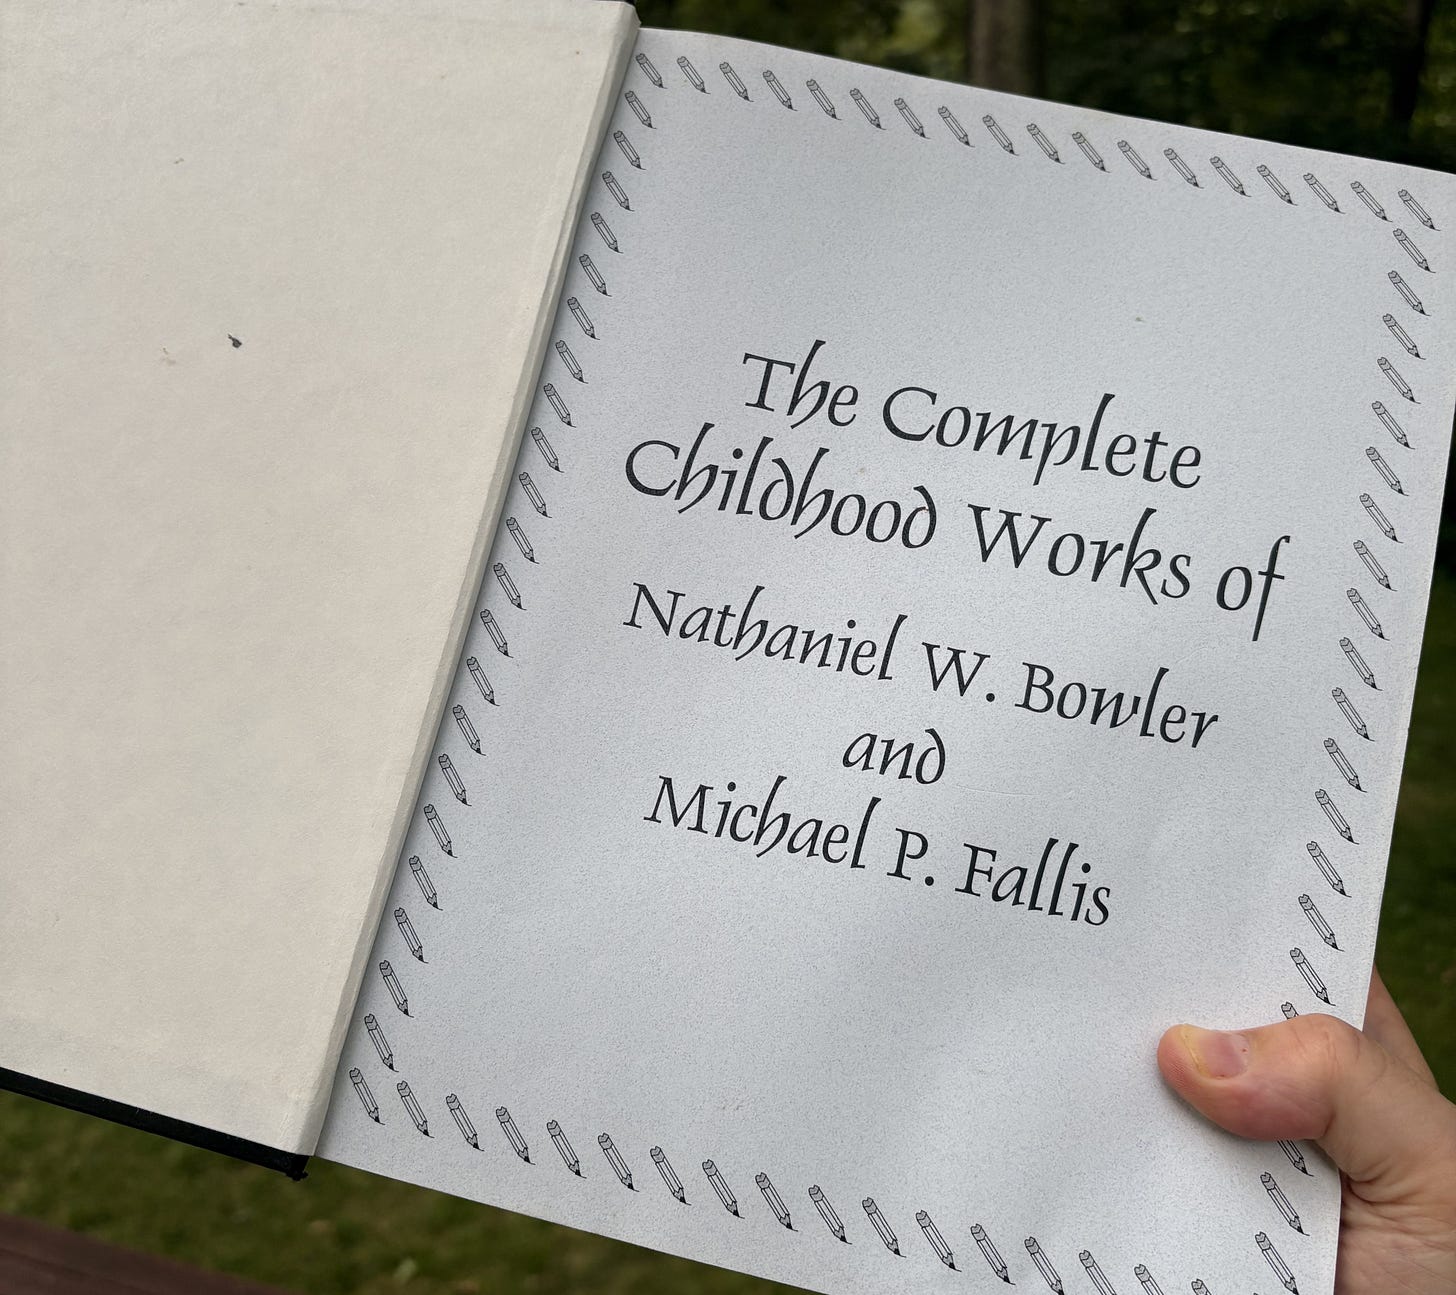 The Complete
Childhood Works of
Nathaniel W. Bowler
and
Michael P. Fallis